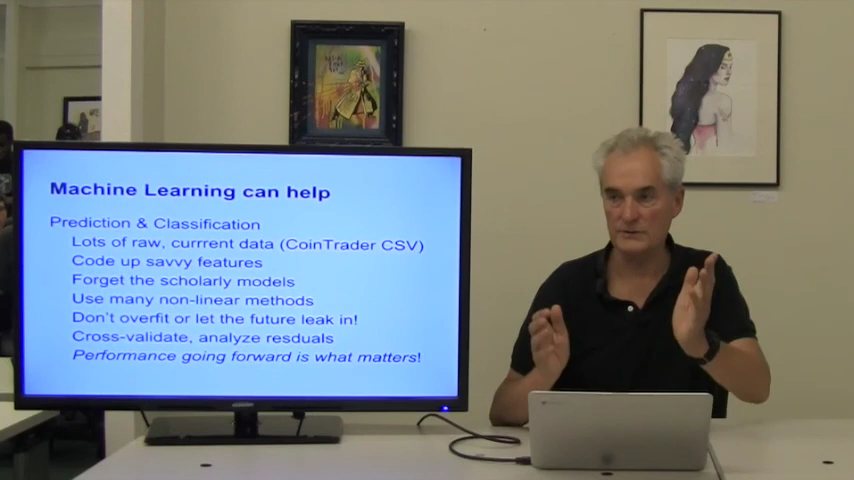 Machine Learning can help
Prediction & Classification
Lots of raw, currrent data (CoinTrader CSV)
Code up savvy features
Forget the scholarly models
Use many non-linear methods
Don't overfit or let the future leak in!
Cross-validate, analyze resduals
Performance going forward is what matters!